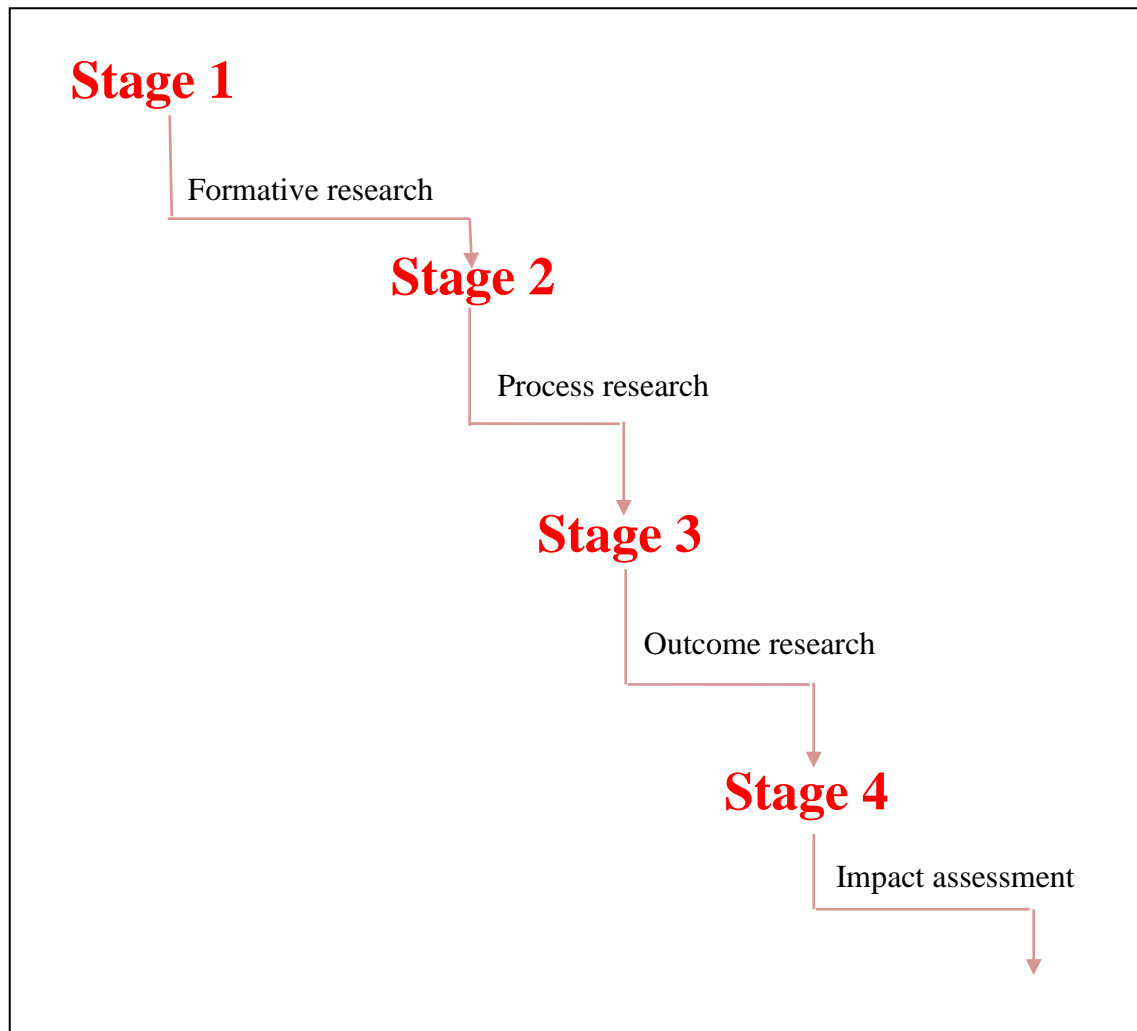 Stage 1
Formative research
Stage 2
Process research
Stage 3
Outcome research
Stage 4
Impact assessment